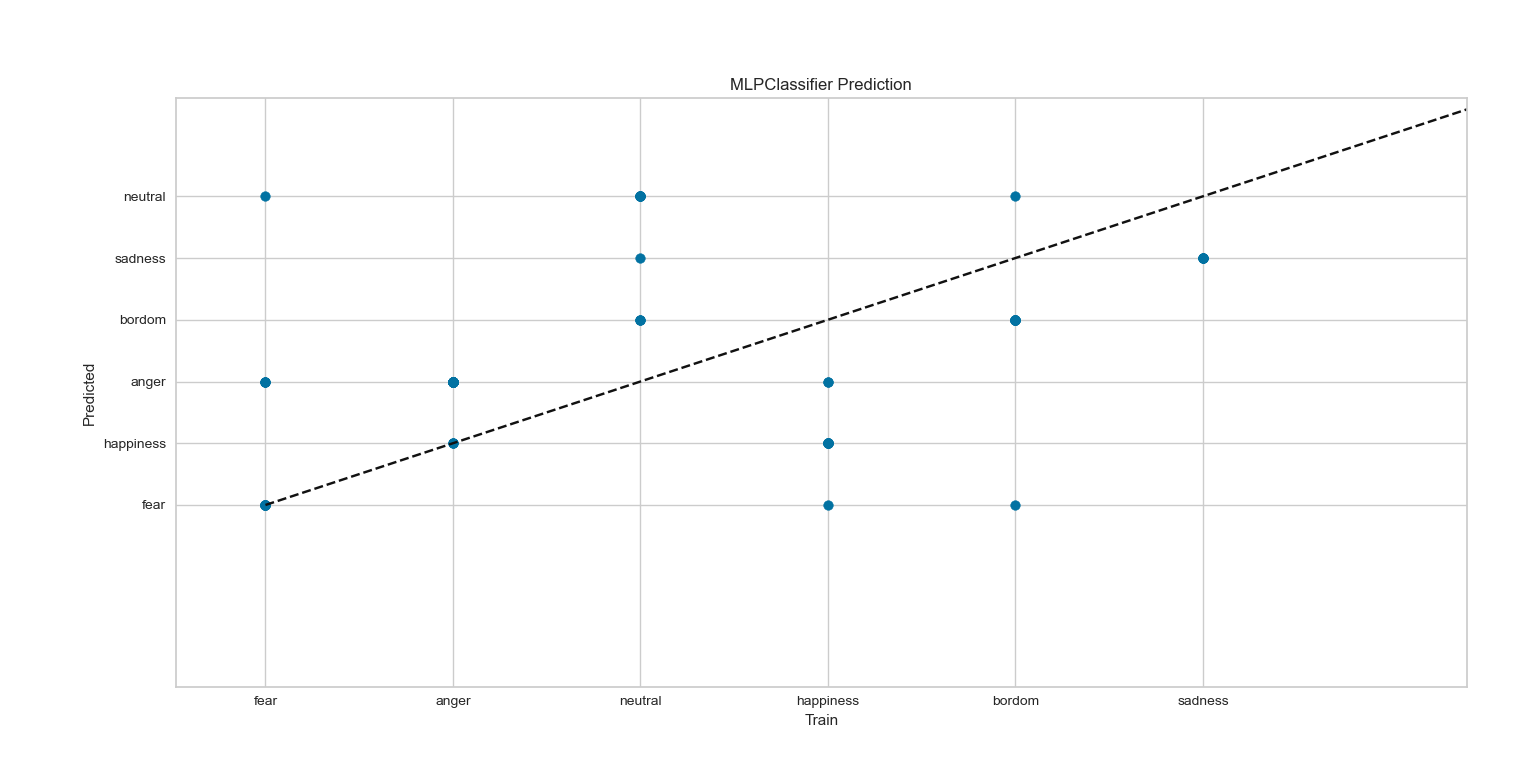 MLPClassifier Prediction
neutral
sadness
bordom
anger
happiness
fear
Predicted
fear
anger
neutral
happiness
bordom
sadness
Train